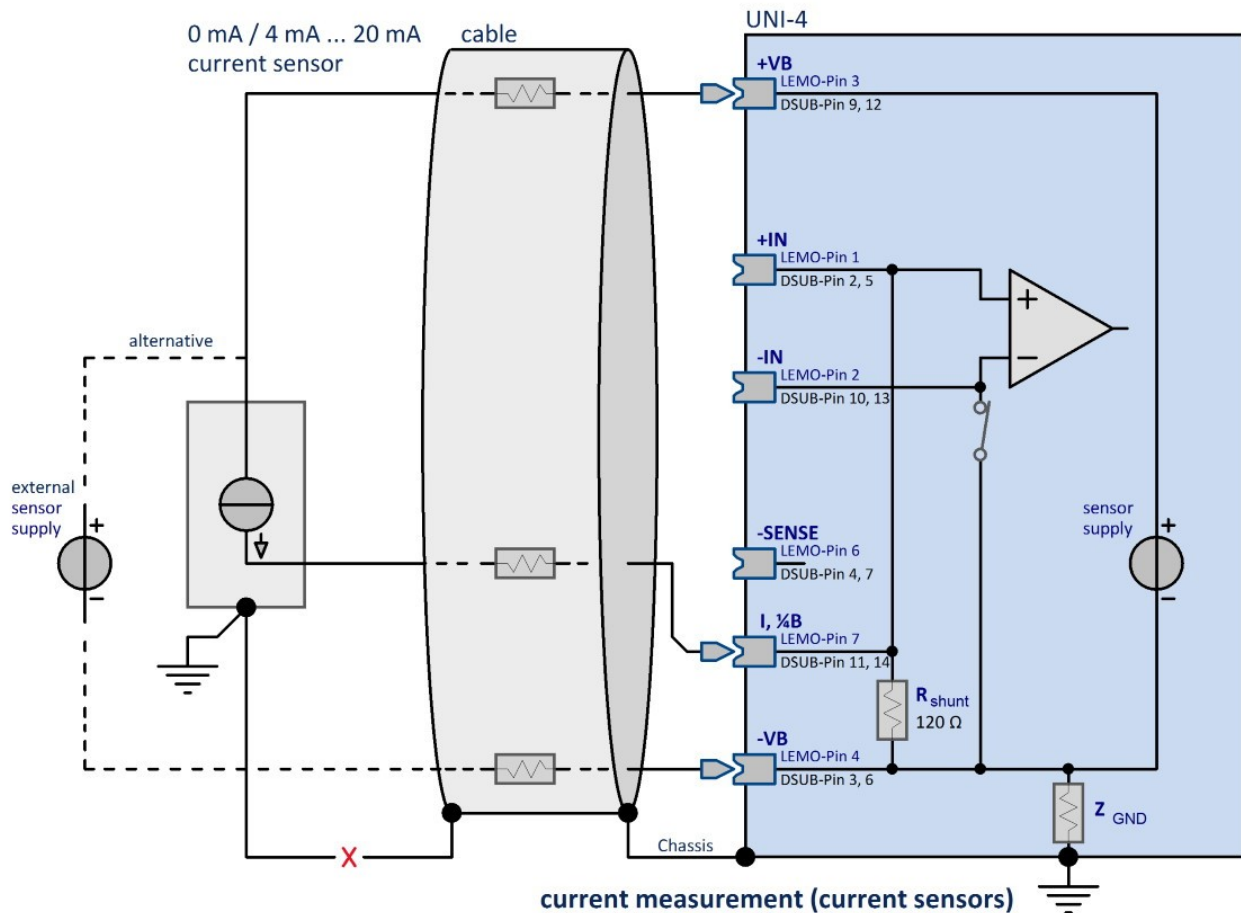 UNI-4
0 mA / 4 mA ... 20 mA
current sensor
cable
+VB
LEMO-Pin 3
DSUB-Pin 9, 12
+IN
LEMO-Pin 1
DSUB-Pin 2, 5
+
−
-IN
LEMO-Pin 2
DSUB-Pin 10, 13
alternative
external
sensor
supply
+
−
-SENSE
LEMO-Pin 6
DSUB-Pin 4, 7
sensor
supply
+
−
I, ¼B
LEMO-Pin 7
DSUB-Pin 11, 14
R shunt
120 Ω
-VB
LEMO-Pin 4
DSUB-Pin 3, 6
Z GND
X
Chassis
current measurement (current sensors)